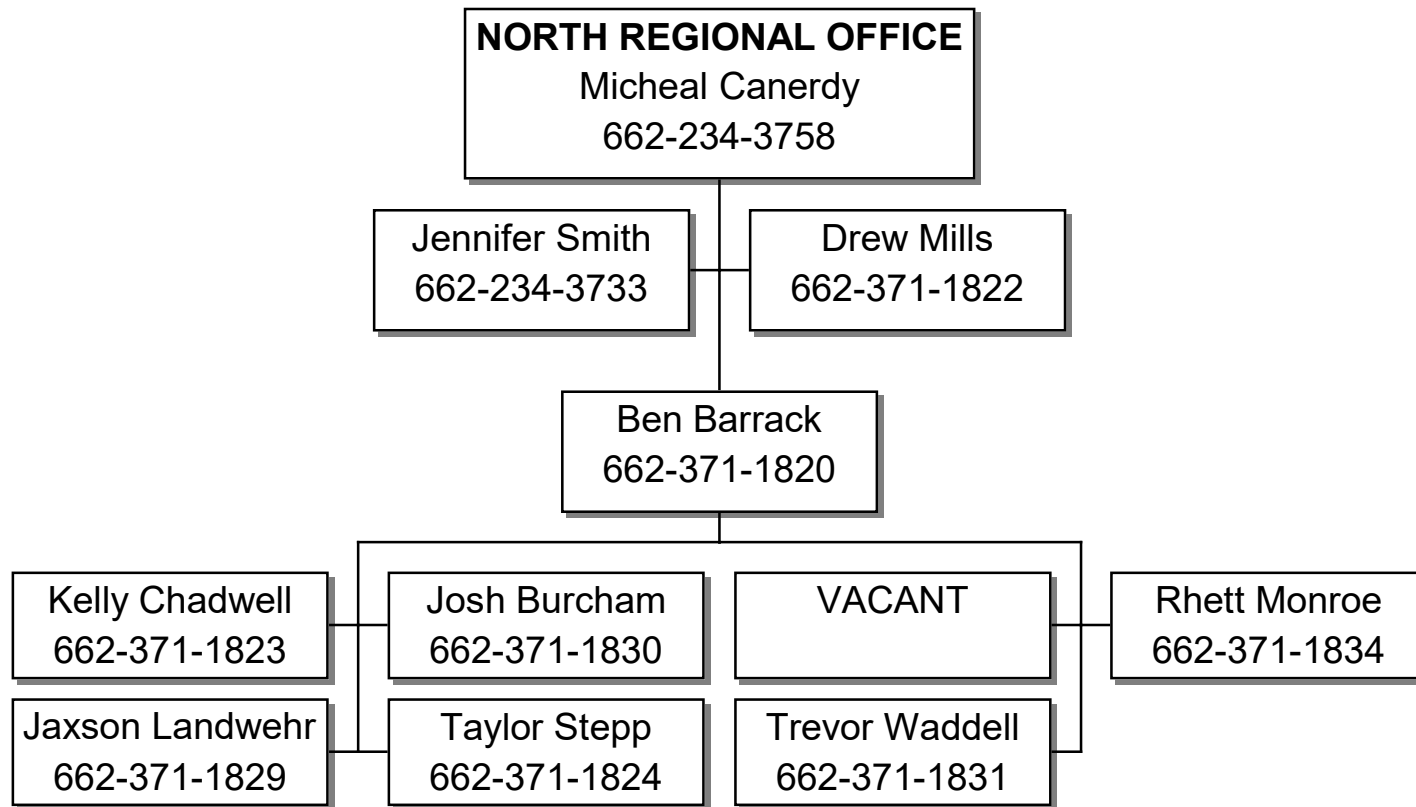 NORTH REGIONAL OFFICE
Micheal Canerdy
662-234-3758
Jennifer Smith
662-234-3733
Drew Mills
662-371-1822
Ben Barrack
662-371-1820
Kelly Chadwell
662-371-1823
Josh Burcham
662-371-1830
VACANT
Rhett Monroe
662-371-1834
Jaxson Landwehr
662-371-1829
Taylor Stepp
662-371-1824
Trevor Waddell
662-371-1831